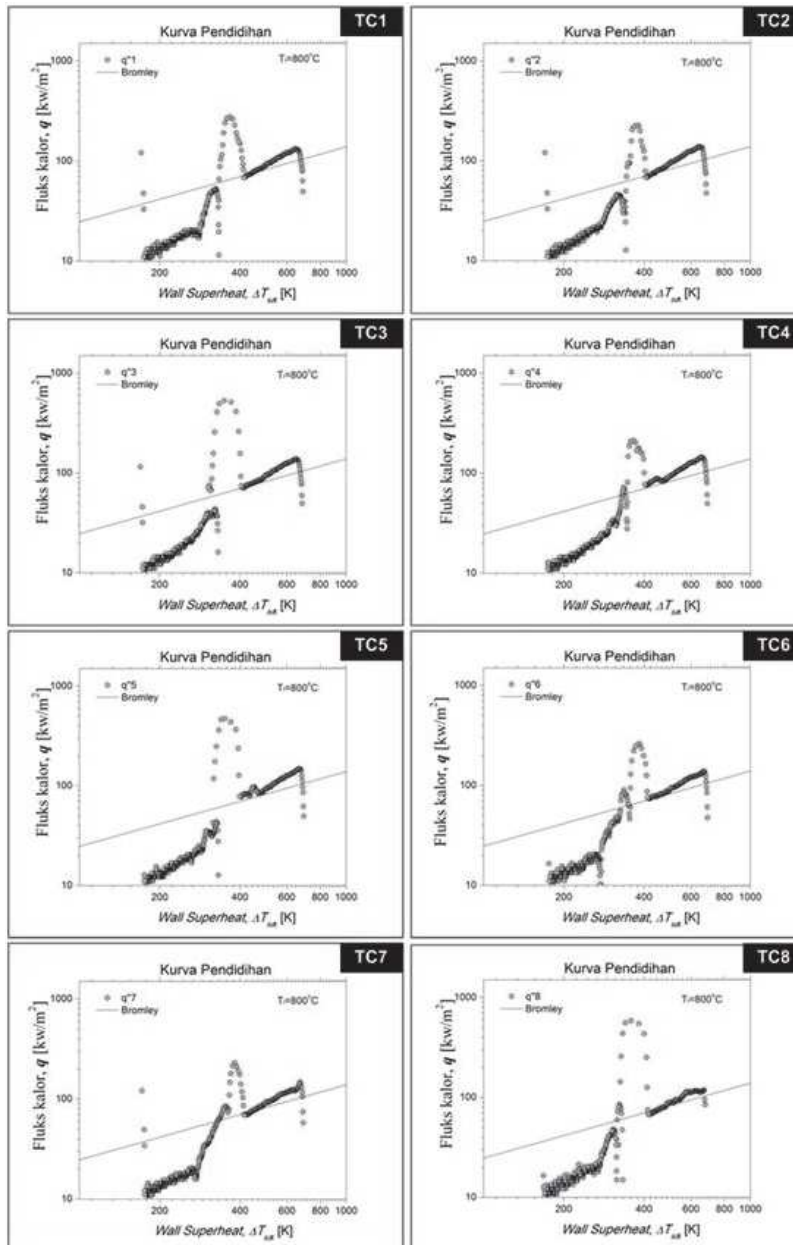 TC1
Kurva Pendidihan
1000
100
10
q"1
Bromley
Tᵢ=800°C
Fluks kalor, q [kw/m²]
200 400 600 800 1000
Wall Superheat, ΔT [K]
TC2
Kurva Pendidihan
1000
100
10
q"2
Bromley
Tᵢ=800°C
Fluks kalor, q [kw/m²]
200 400 600 800 1000
Wall Superheat, ΔT [K]
TC3
Kurva Pendidihan
1000
100
10
q"3
Bromley
Tᵢ=800°C
Fluks kalor, q [kw/m²]
200 400 600 800 1000
Wall Superheat, ΔT [K]
TC4
Kurva Pendidihan
1000
100
10
q"4
Bromley
Tᵢ=800°C
Fluks kalor, q [kw/m²]
200 400 600 800 1000
Wall Superheat, ΔT [K]
TC5
Kurva Pendidihan
1000
100
10
q"5
Bromley
Tᵢ=800°C
Fluks kalor, q [kw/m²]
200 400 600 800 1000
Wall Superheat, ΔT [K]
TC6
Kurva Pendidihan
1000
100
10
q"6
Bromley
Tᵢ=800°C
Fluks kalor, q [kw/m²]
200 400 600 800 1000
Wall Superheat, ΔT [K]
TC7
Kurva Pendidihan
1000
100
10
q"7
Bromley
Tᵢ=800°C
Fluks kalor, q [kw/m²]
200 400 600 800 1000
Wall Superheat, ΔT [K]
TC8
Kurva Pendidihan
1000
100
10
q"8
Bromley
Tᵢ=800°C
Fluks kalor, q [kw/m²]
200 400 600 800 1000
Wall Superheat, ΔT [K]